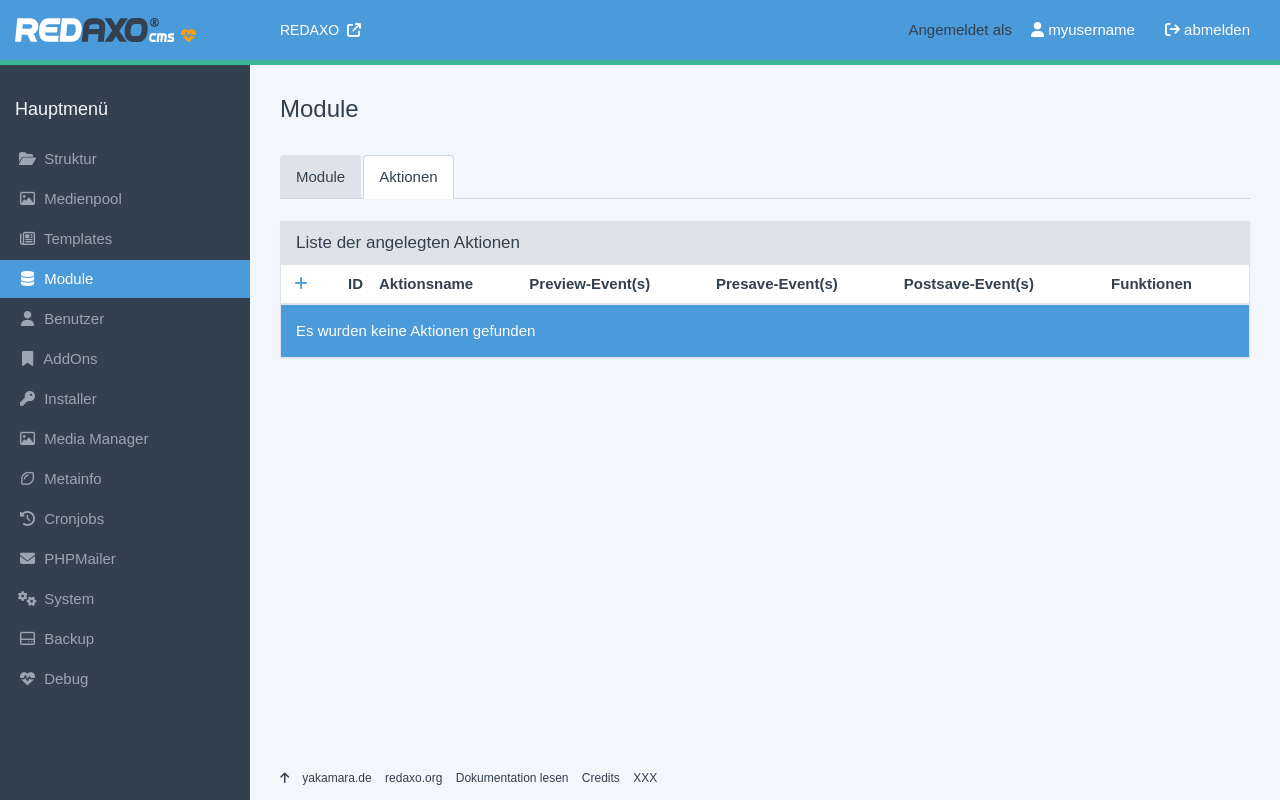 REDAXO® cms
REDAXO
Angemeldet als myusername abmelden
Hauptmenü
Struktur
Medienpool
Templates
Module
Benutzer
AddOns
Installer
Media Manager
Metainfo
Cronjobs
PHPMailer
System
Backup
Debug
Module
Module Aktionen
Liste der angelegten Aktionen
ID Aktionsname Preview-Event(s) Presave-Event(s) Postsave-Event(s) Funktionen
Es wurden keine Aktionen gefunden
yakamara.de redaxo.org Dokumentation lesen Credits XXX